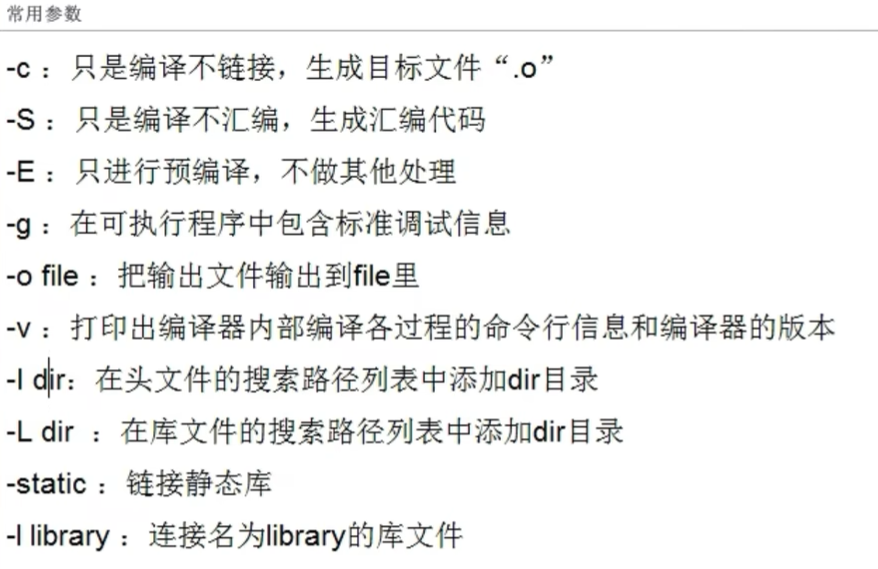 常用参数
-c ：只是编译不链接，生成目标文件“.o”
-S ：只是编译不汇编，生成汇编代码
-E ：只进行预编译，不做其他处理
-g ：在可执行程序中包含标准调试信息
-o file ：把输出文件输出到file里
-v ：打印出编译器内部编译各过程的命令行信息和编译器的版本
-I dir：在头文件的搜索路径列表中添加dir目录
-L dir ：在库文件的搜索路径列表中添加dir目录
-static ：链接静态库
-l library ：连接名为library的库文件